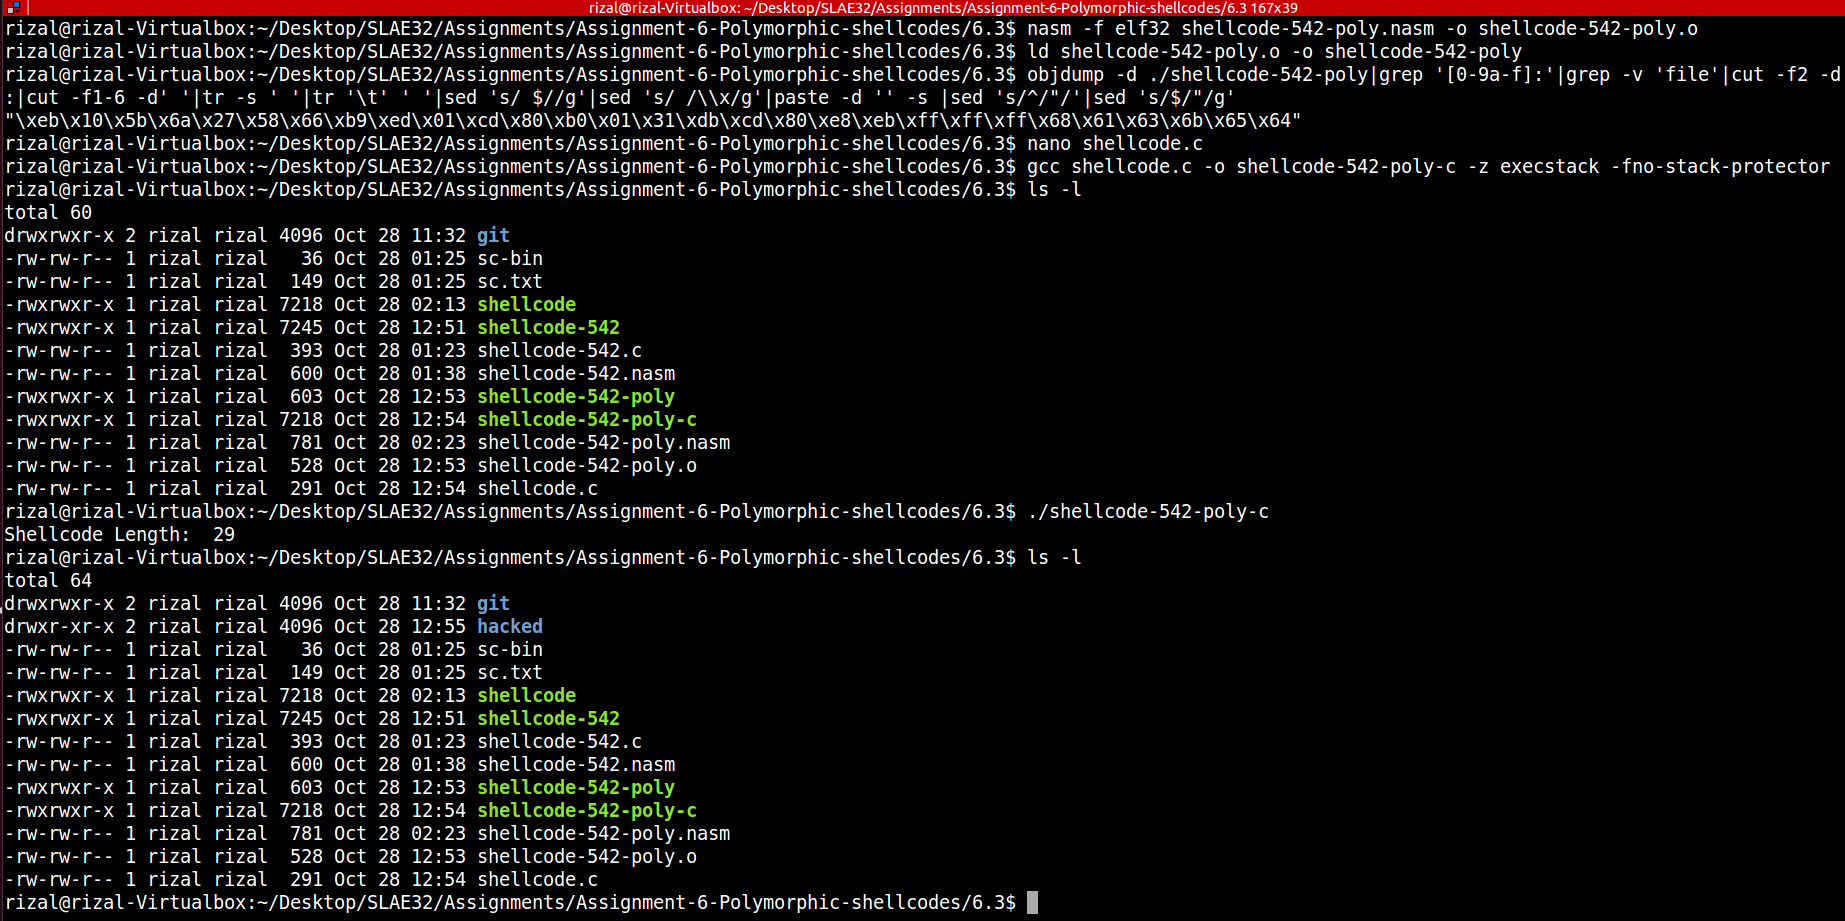 rizal@rizal-Virtualbox: ~/Desktop/SLAE32/Assignments/Assignment-6-Polymorphic-shellcodes/6.3 167x39
rizal@rizal-Virtualbox:~/Desktop/SLAE32/Assignments/Assignment-6-Polymorphic-shellcodes/6.3$ nasm -f elf32 shellcode-542-poly.nasm -o shellcode-542-poly.o
rizal@rizal-Virtualbox:~/Desktop/SLAE32/Assignments/Assignment-6-Polymorphic-shellcodes/6.3$ ld shellcode-542-poly.o -o shellcode-542-poly
rizal@rizal-Virtualbox:~/Desktop/SLAE32/Assignments/Assignment-6-Polymorphic-shellcodes/6.3$ objdump -d ./shellcode-542-poly|grep '[0-9a-f]:'|grep -v 'file'|cut -f2 -d
:|cut -f1-6 -d' '|tr -s ' '|tr '\t' ' '|sed 's/ $//g'|sed 's/ /\\x/g'|paste -d '' -s |sed 's/^/"/'|sed 's/$/"/g'
"\xeb\x10\x5b\x6a\x27\x58\x66\xb9\xed\x01\xcd\x80\xb0\x01\x31\xdb\xcd\x80\xe8\xeb\xff\xff\xff\x68\x61\x63\x6b\x65\x64"
rizal@rizal-Virtualbox:~/Desktop/SLAE32/Assignments/Assignment-6-Polymorphic-shellcodes/6.3$ nano shellcode.c
rizal@rizal-Virtualbox:~/Desktop/SLAE32/Assignments/Assignment-6-Polymorphic-shellcodes/6.3$ gcc shellcode.c -o shellcode-542-poly-c -z execstack -fno-stack-protector
rizal@rizal-Virtualbox:~/Desktop/SLAE32/Assignments/Assignment-6-Polymorphic-shellcodes/6.3$ ls -l
total 60
drwxrwxr-x 2 rizal rizal 4096 Oct 28 11:32 git
-rw-rw-r-- 1 rizal rizal   36 Oct 28 01:25 sc-bin
-rw-rw-r-- 1 rizal rizal  149 Oct 28 01:25 sc.txt
-rwxrwxr-x 1 rizal rizal 7218 Oct 28 02:13 shellcode
-rwxrwxr-x 1 rizal rizal 7245 Oct 28 12:51 shellcode-542
-rw-rw-r-- 1 rizal rizal  393 Oct 28 01:23 shellcode-542.c
-rw-rw-r-- 1 rizal rizal  600 Oct 28 01:38 shellcode-542.nasm
-rwxrwxr-x 1 rizal rizal  603 Oct 28 12:53 shellcode-542-poly
-rwxrwxr-x 1 rizal rizal 7218 Oct 28 12:54 shellcode-542-poly-c
-rw-rw-r-- 1 rizal rizal  781 Oct 28 02:23 shellcode-542-poly.nasm
-rw-rw-r-- 1 rizal rizal  528 Oct 28 12:53 shellcode-542-poly.o
-rw-rw-r-- 1 rizal rizal  291 Oct 28 12:54 shellcode.c
rizal@rizal-Virtualbox:~/Desktop/SLAE32/Assignments/Assignment-6-Polymorphic-shellcodes/6.3$ ./shellcode-542-poly-c
Shellcode Length:  29
rizal@rizal-Virtualbox:~/Desktop/SLAE32/Assignments/Assignment-6-Polymorphic-shellcodes/6.3$ ls -l
total 64
drwxrwxr-x 2 rizal rizal 4096 Oct 28 11:32 git
drwxr-xr-x 2 rizal rizal 4096 Oct 28 12:55 hacked
-rw-rw-r-- 1 rizal rizal   36 Oct 28 01:25 sc-bin
-rw-rw-r-- 1 rizal rizal  149 Oct 28 01:25 sc.txt
-rwxrwxr-x 1 rizal rizal 7218 Oct 28 02:13 shellcode
-rwxrwxr-x 1 rizal rizal 7245 Oct 28 12:51 shellcode-542
-rw-rw-r-- 1 rizal rizal  393 Oct 28 01:23 shellcode-542.c
-rw-rw-r-- 1 rizal rizal  600 Oct 28 01:38 shellcode-542.nasm
-rwxrwxr-x 1 rizal rizal  603 Oct 28 12:53 shellcode-542-poly
-rwxrwxr-x 1 rizal rizal 7218 Oct 28 12:54 shellcode-542-poly-c
-rw-rw-r-- 1 rizal rizal  781 Oct 28 02:23 shellcode-542-poly.nasm
-rw-rw-r-- 1 rizal rizal  528 Oct 28 12:53 shellcode-542-poly.o
-rw-rw-r-- 1 rizal rizal  291 Oct 28 12:54 shellcode.c
rizal@rizal-Virtualbox:~/Desktop/SLAE32/Assignments/Assignment-6-Polymorphic-shellcodes/6.3$